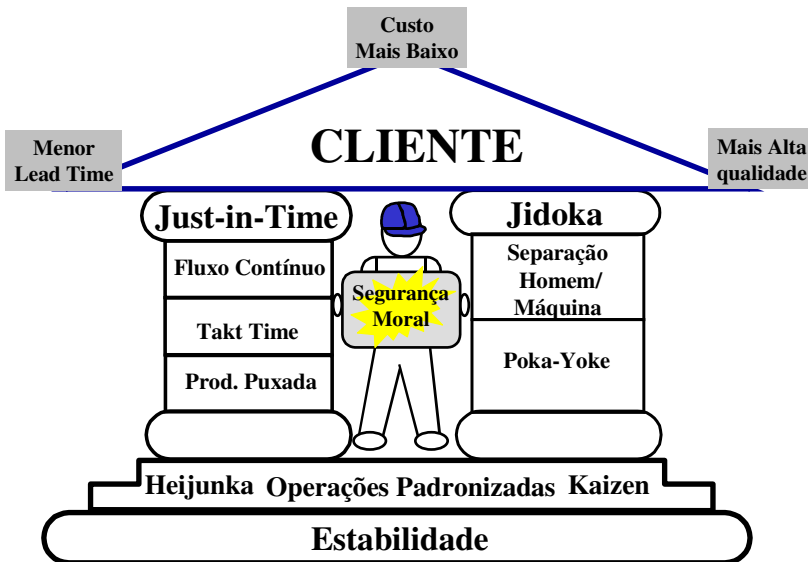 Custo
Mais Baixo
CLIENTE
Menor
Lead Time
Mais Alta
qualidade
Just-in-Time
Jidoka
Fluxo Contínuo
Takt Time
Prod. Puxada
Segurança
Moral
Separação
Homem/
Máquina
Poka-Yoke
Heijunka Operações Padronizadas Kaizen
Estabilidade